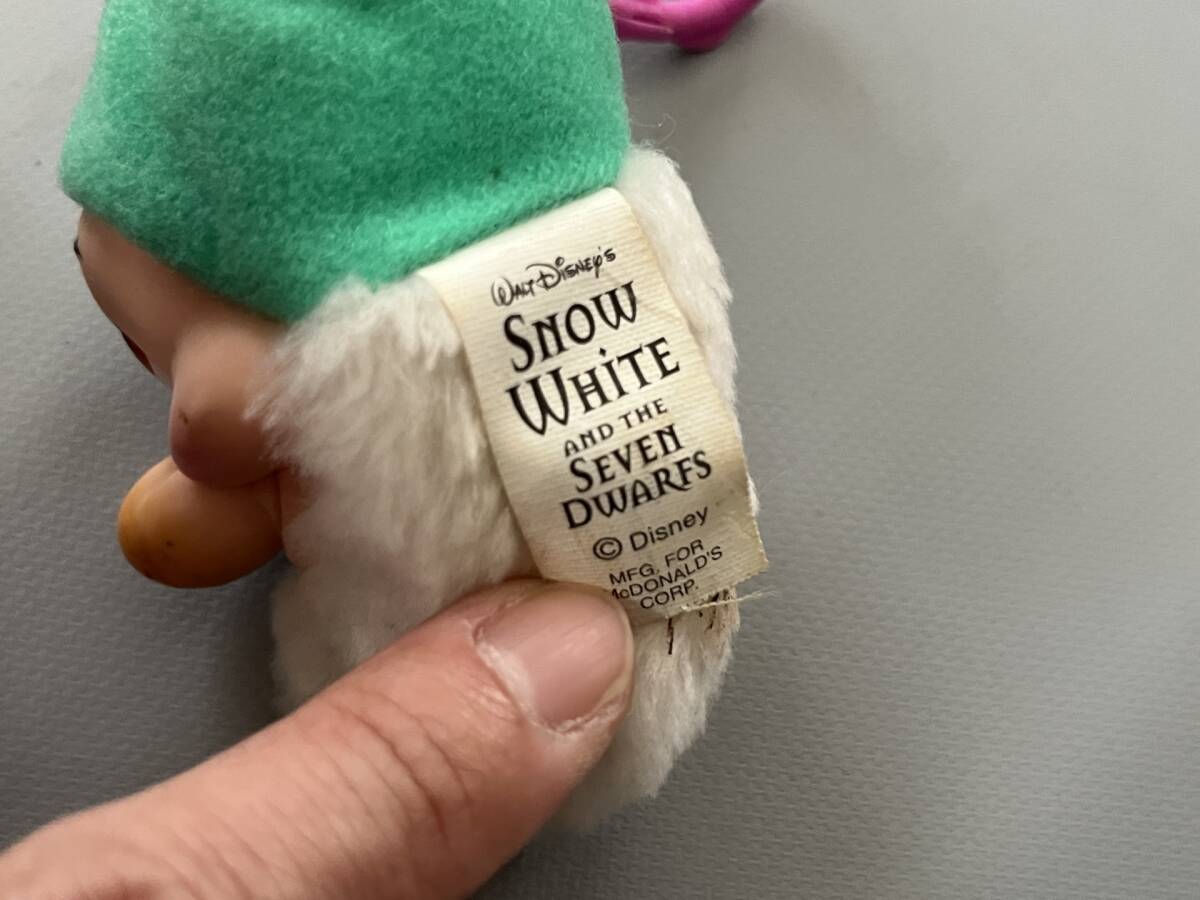 WALT DISNEY'S
SNOW
WHITE
AND THE
SEVEN
DWARFS
© Disney
MFG. FOR
McDONALD'S
CORP.